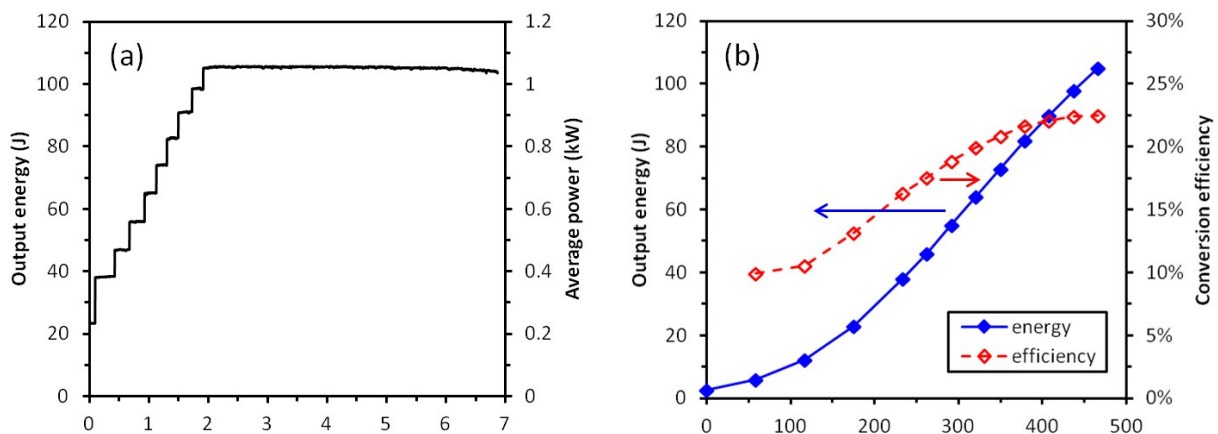 (a)
Output energy (J)
120
100
80
60
40
20
0
0 1 2 3 4 5 6 7
1.2
1
0.8
0.6
0.4
0.2
0
Average power (kW)
(b)
Output energy (J)
120
100
80
60
40
20
0
0 100 200 300 400 500
30%
25%
20%
15%
10%
5%
0%
Conversion efficiency
energy
efficiency